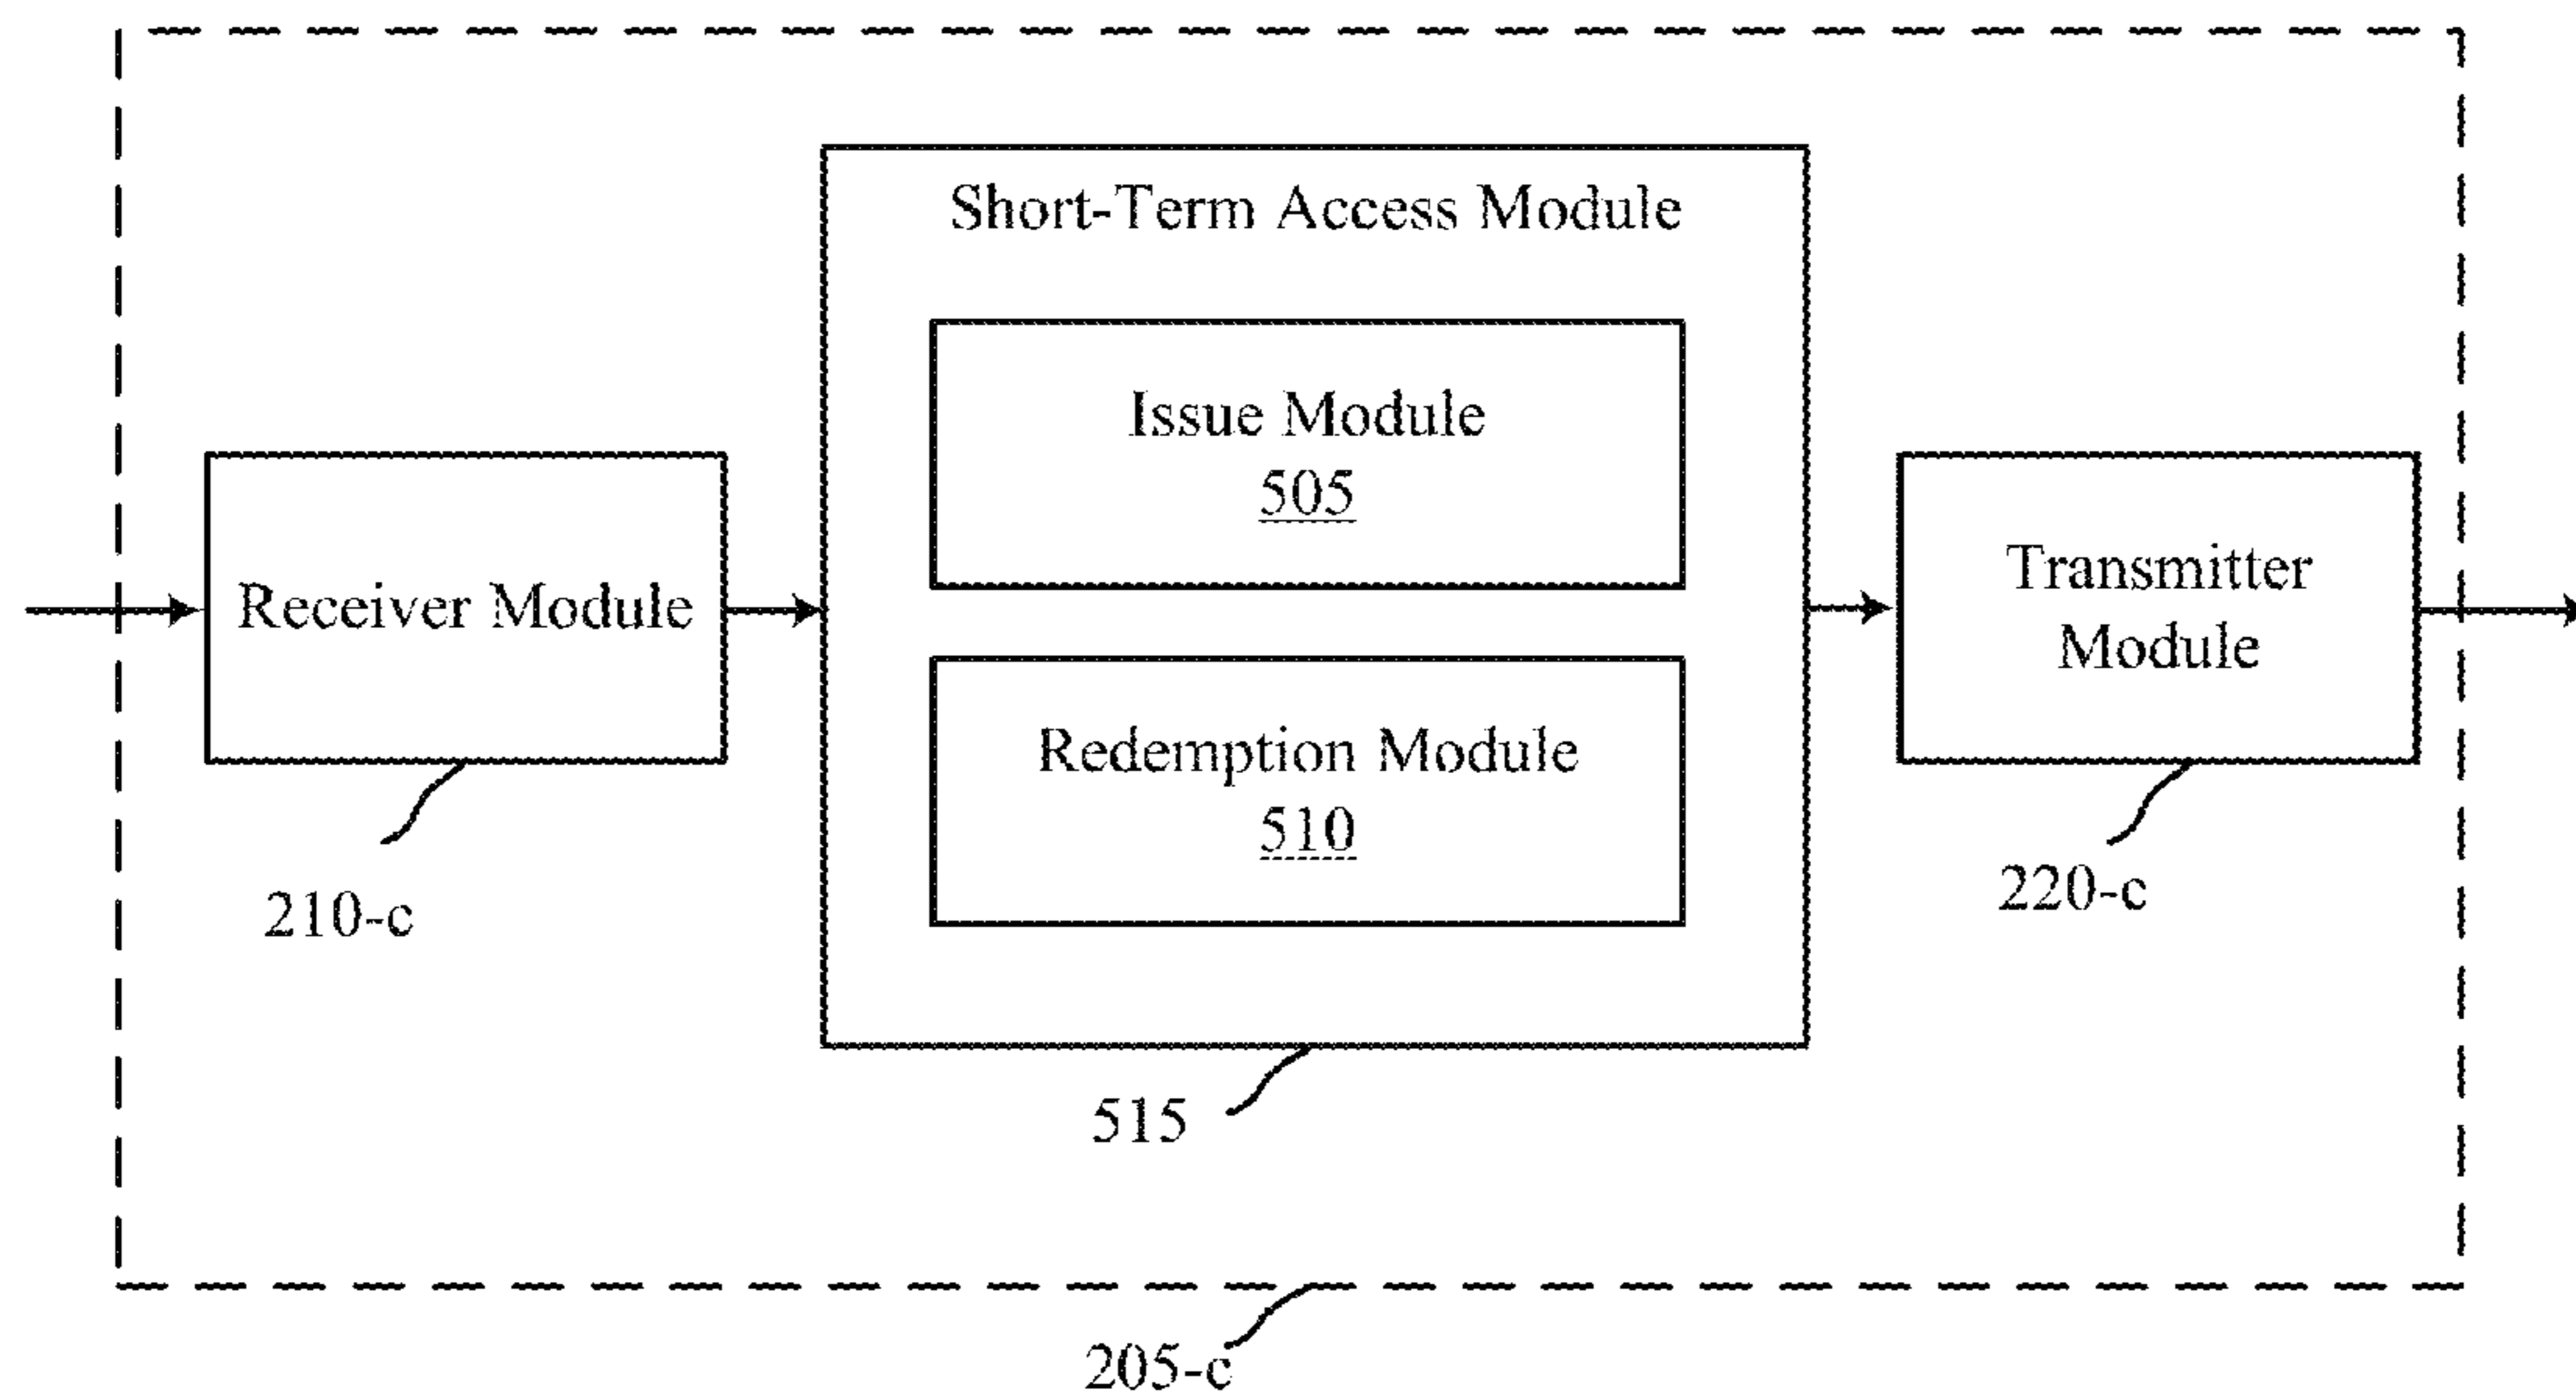 Short-Term Access Module
Issue Module
505
Receiver Module
Transmitter
Module
Redemption Module
510
210-c
220-c
515
205-c